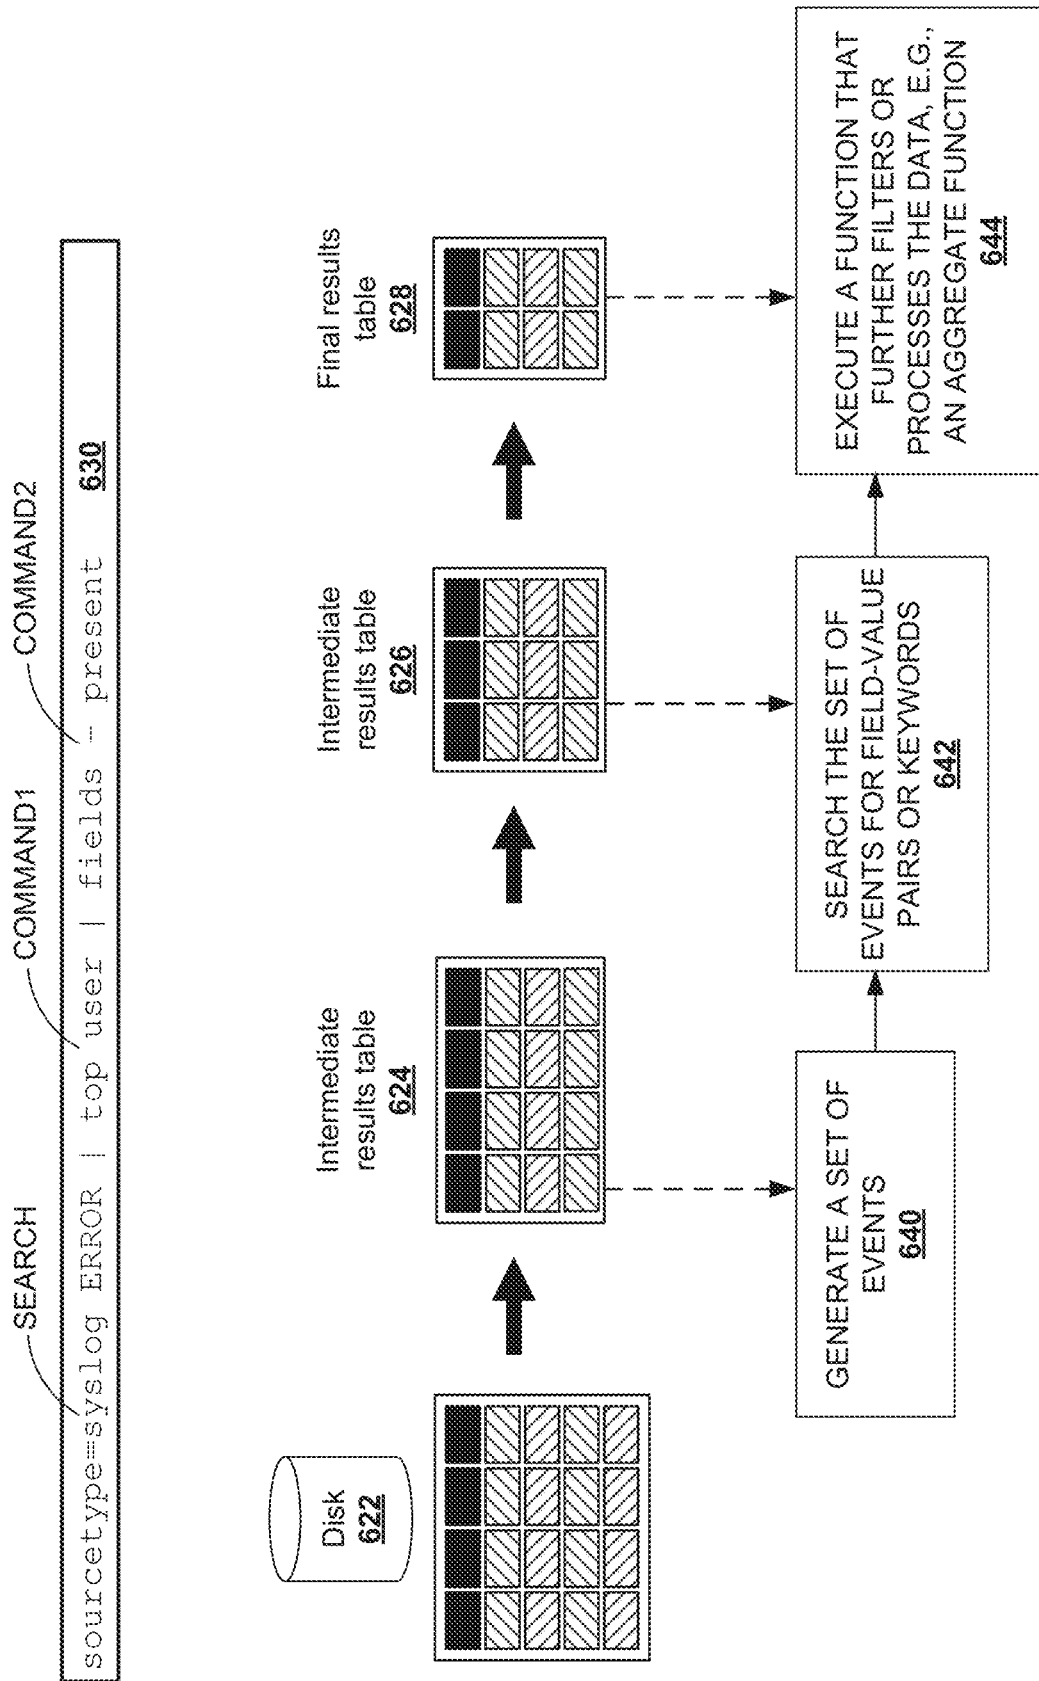 SEARCH
COMMAND1
COMMAND2
sourcetype=syslog ERROR | top user | fields – present 630
Disk
622
Intermediate
results table
624
Intermediate
results table
626
Final results
table
628
GENERATE A SET OF
EVENTS
640
SEARCH THE SET OF
EVENTS FOR FIELD-VALUE
PAIRS OR KEYWORDS
642
EXECUTE A FUNCTION THAT
FURTHER FILTERS OR
PROCESSES THE DATA, E.G.,
AN AGGREGATE FUNCTION
644